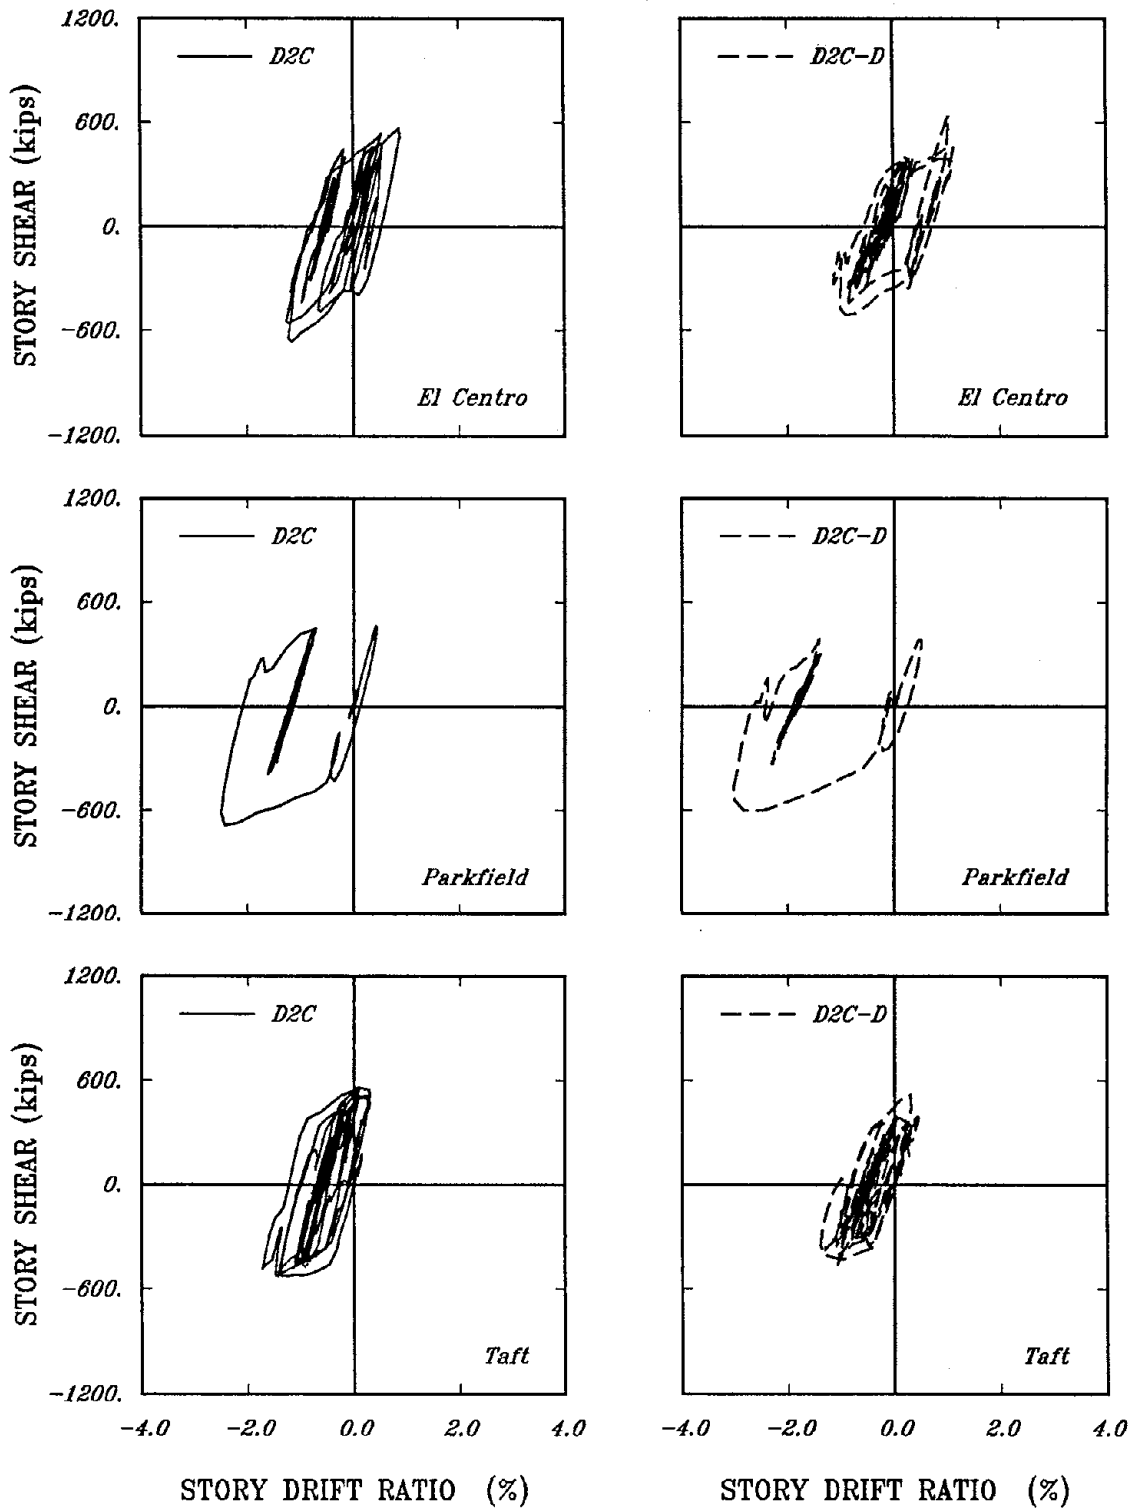 1200.
600.
0.
-600.
-1200.
STORY SHEAR (kips)
D2C
El Centro
D2C-D
El Centro
1200.
600.
0.
-600.
-1200.
STORY SHEAR (kips)
D2C
Parkfield
D2C-D
Parkfield
1200.
600.
0.
-600.
-1200.
STORY SHEAR (kips)
D2C
Taft
D2C-D
Taft
-4.0 -2.0 0.0 2.0 4.0
-4.0 -2.0 0.0 2.0 4.0
STORY DRIFT RATIO (%)
STORY DRIFT RATIO (%)